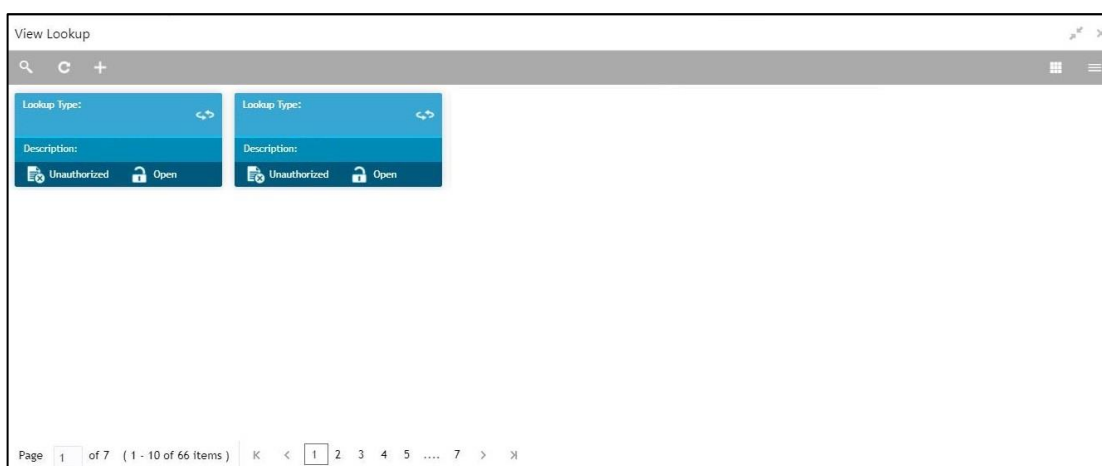 View Lookup
Lookup Type: Lookup Type:
Description: Description:
Unauthorized Open Unauthorized Open
Page 1 of 7 ( 1 - 10 of 66 items ) K < 1 2 3 4 5 .... 7 > X